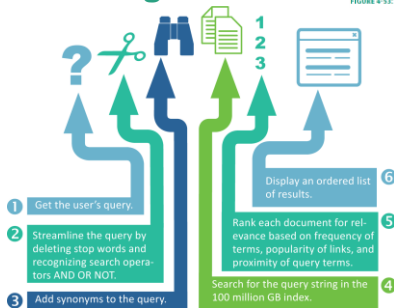 FIGURE 4-53:
1
2
3
1 Get the user's query.
2 Streamline the query by
deleting stop words and
recognizing search opera-
tors AND OR NOT.
3 Add synonyms to the query.
Display an ordered list
of results. 6
Rank each document for rel-
evance based on frequency of
terms, popularity of links, and
proximity of query terms. 5
Search for the query string in the
100 million GB index. 4